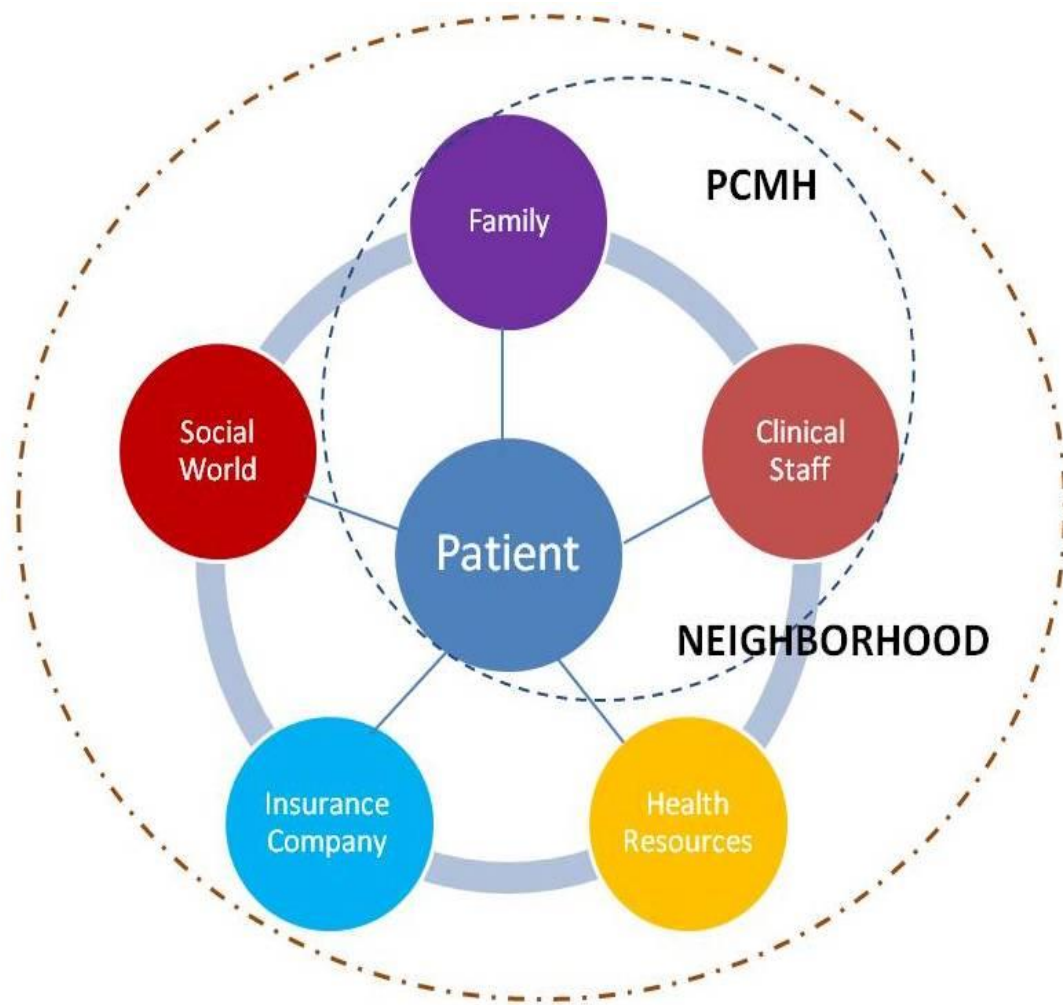 PCMH
Family
Social
World
Clinical
Staff
Patient
NEIGHBORHOOD
Insurance
Company
Health
Resources